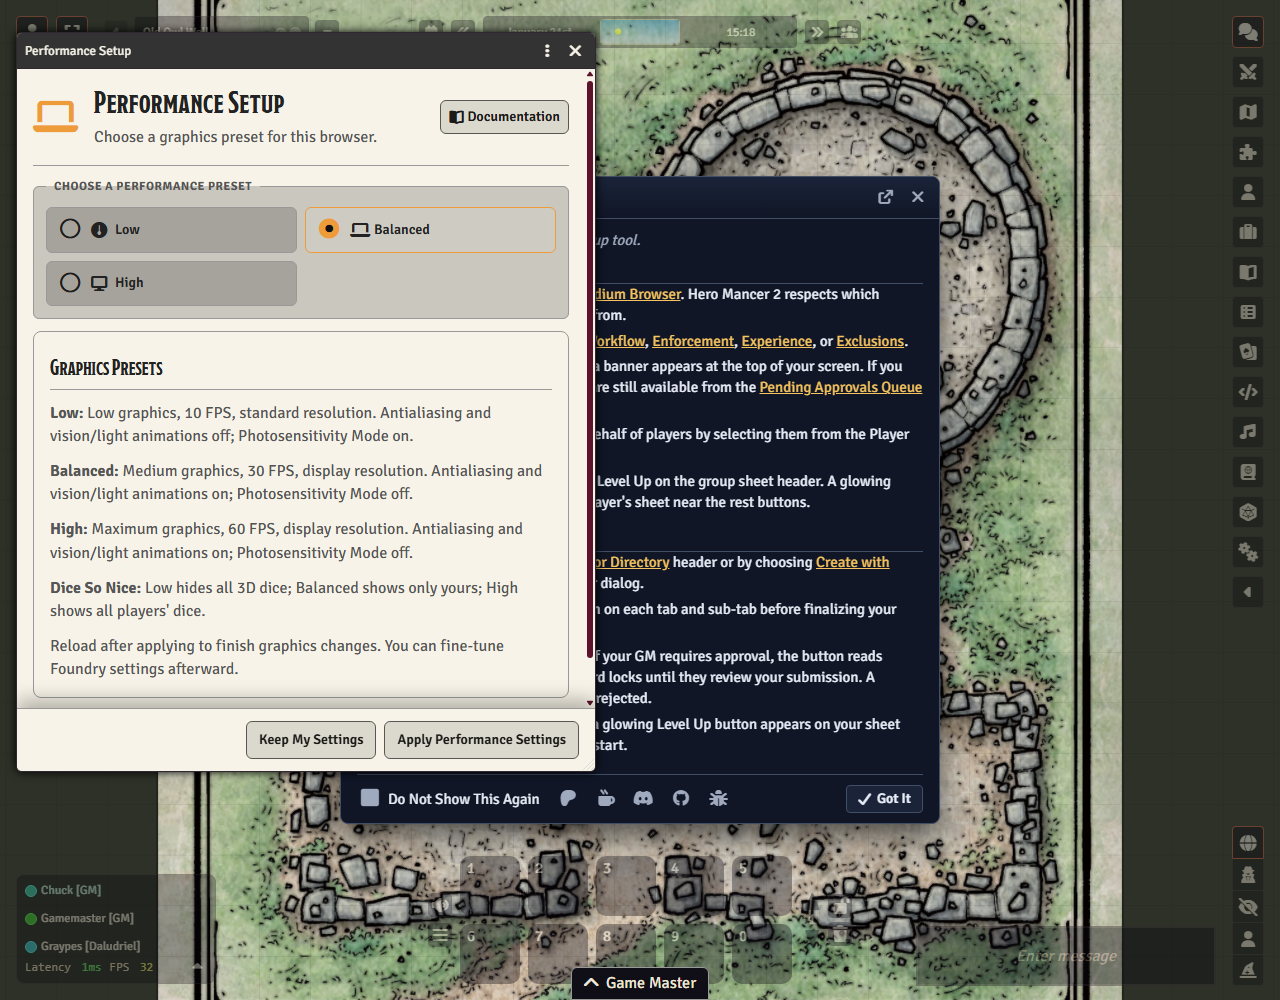 Performance Setup
Performance Setup
Choose a graphics preset for this browser.
Documentation
CHOOSE A PERFORMANCE PRESET
Low
Balanced
High
Graphics Presets
Low: Low graphics, 10 FPS, standard resolution. Antialiasing and
vision/light animations off; Photosensitivity Mode on.
Balanced: Medium graphics, 30 FPS, display resolution. Antialiasing and
vision/light animations on; Photosensitivity Mode off.
High: Maximum graphics, 60 FPS, display resolution. Antialiasing and
vision/light animations on; Photosensitivity Mode off.
Dice So Nice: Low hides all 3D dice; Balanced shows only yours; High
shows all players' dice.
Reload after applying to finish graphics changes. You can fine-tune
Foundry settings afterward.
Keep My Settings
Apply Performance Settings
15:18
up tool.
dium Browser. Hero Mancer 2 respects which
from.
orkflow, Enforcement, Experience, or Exclusions.
a banner appears at the top of your screen. If you
re still available from the Pending Approvals Queue
ehalf of players by selecting them from the Player
Level Up on the group sheet header. A glowing
ayer's sheet near the rest buttons.
or Directory header or by choosing Create with
dialog.
n on each tab and sub-tab before finalizing your
f your GM requires approval, the button reads
rd locks until they review your submission. A
rejected.
a glowing Level Up button appears on your sheet
start.
Do Not Show This Again
Got It
1
2
3
4
5
6
7
8
9
0
Chuck [GM]
Gamemaster [GM]
Graypes [Daludriel]
Latency 1ms FPS 32
Game Master
Enter message